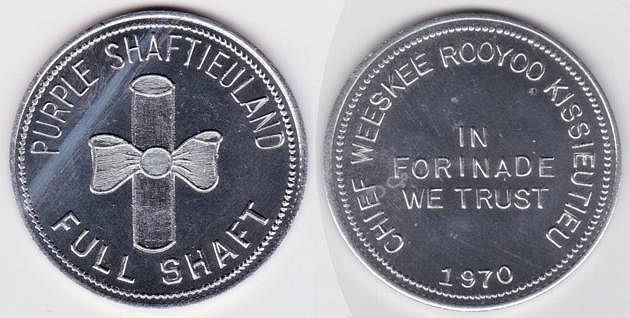 PURPLE SHAFTIEULAND
FULL SHAFT
CHIEF WEESKEE ROOYOO KISSIEUTIEU
IN
FORINADE
WE TRUST
1970